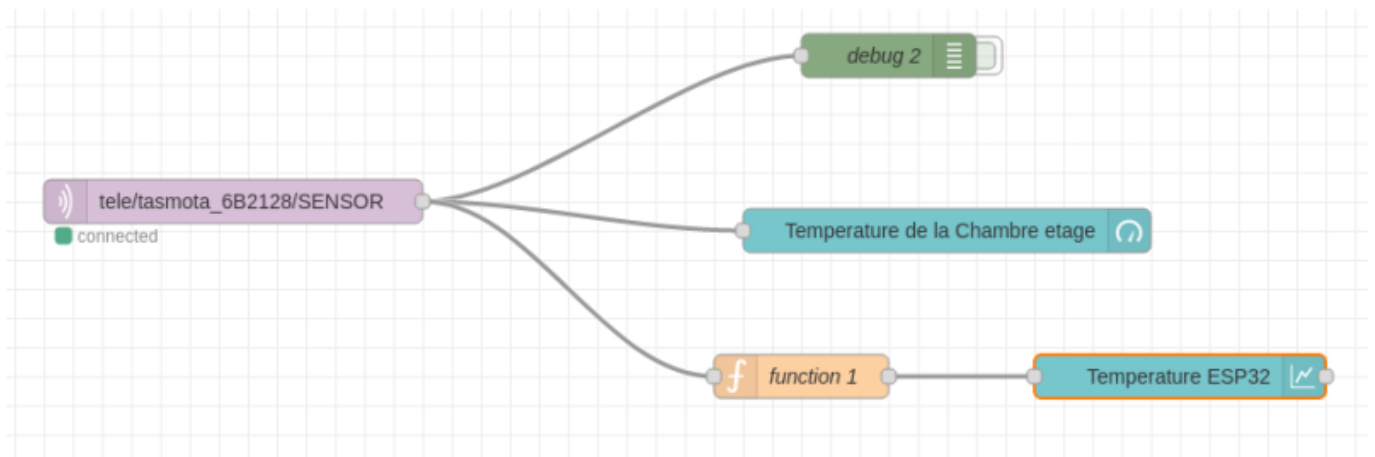 debug 2
tele/tasmota_6B2128/SENSOR
connected
Temperature de la Chambre etage
function 1
Temperature ESP32